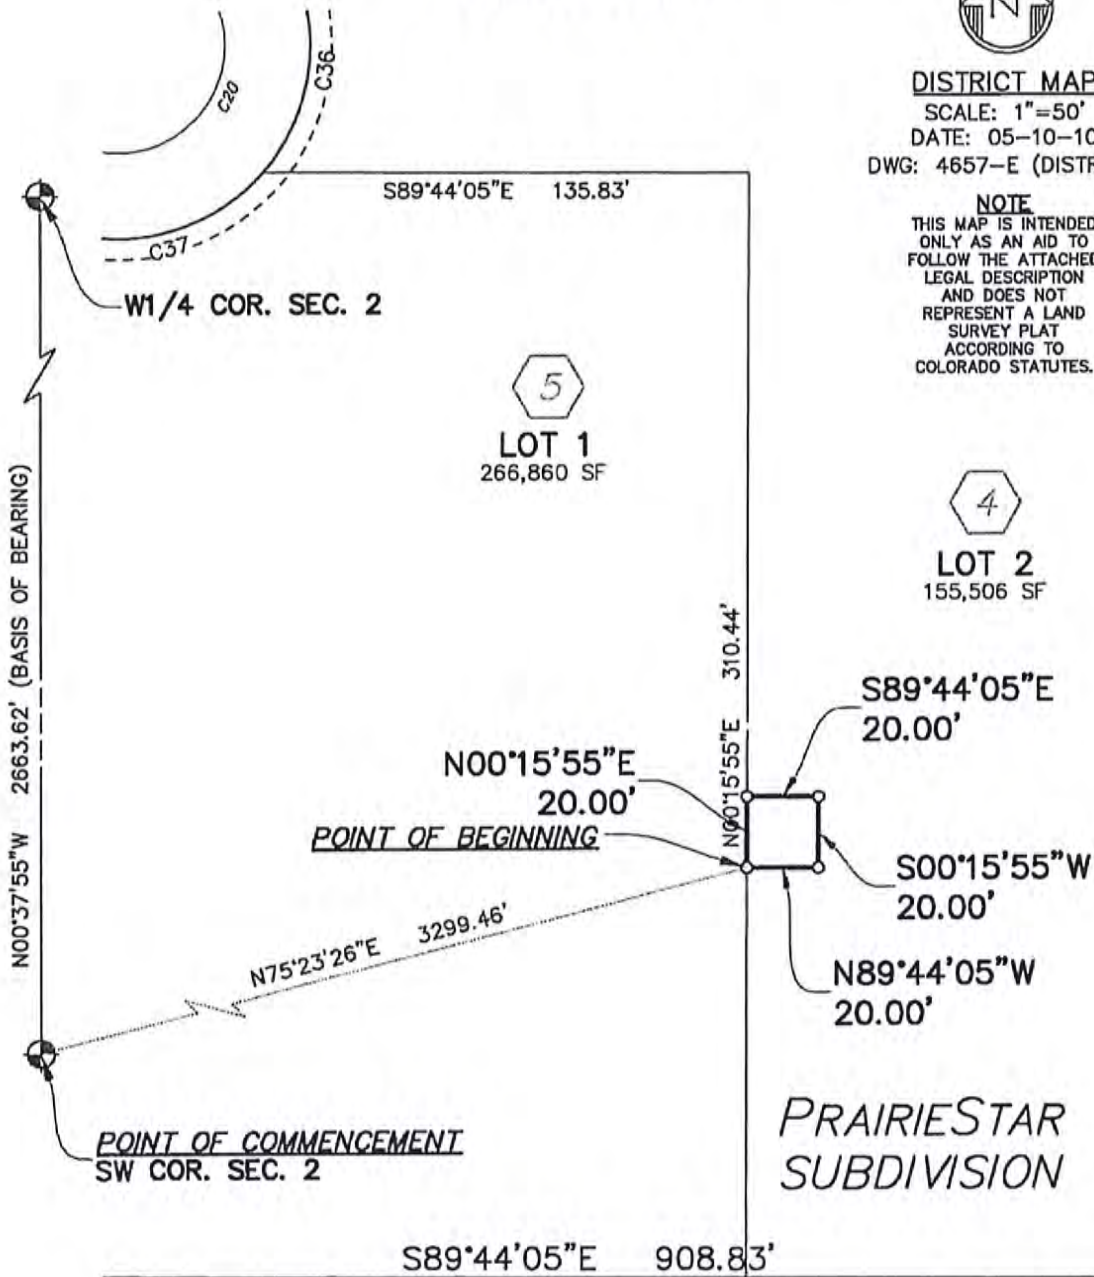 N
DISTRICT MAP
SCALE: 1"=50'
DATE: 05-10-10
DWG: 4657-E (DISTR
NOTE
THIS MAP IS INTENDED
ONLY AS AN AID TO
FOLLOW THE ATTACHED
LEGAL DESCRIPTION
AND DOES NOT
REPRESENT A LAND
SURVEY PLAT
ACCORDING TO
COLORADO STATUTES.
C20
C36
C37
S89°44'05"E 135.83'
W1/4 COR. SEC. 2
5
LOT 1
266,860 SF
4
LOT 2
155,506 SF
N00°37'55"W 2663.62' (BASIS OF BEARING)
N00°15'55"E 310.44'
S89°44'05"E
20.00'
N00°15'55"E
20.00'
POINT OF BEGINNING
S00°15'55"W
20.00'
N75°23'26"E 3299.46'
N89°44'05"W
20.00'
POINT OF COMMENCEMENT
SW COR. SEC. 2
PRAIRIESTAR
SUBDIVISION
S89°44'05"E 908.83'